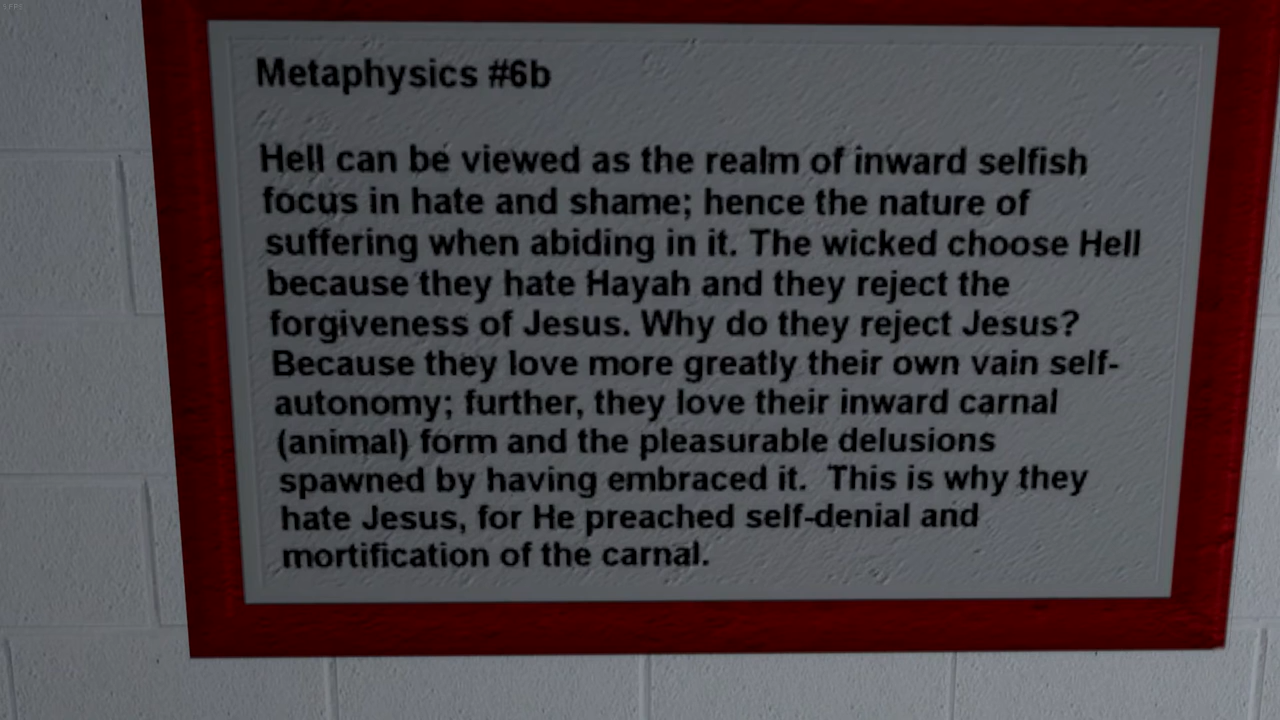 5 FPS
Metaphysics #6b
Hell can be viewed as the realm of inward selfish
focus in hate and shame; hence the nature of
suffering when abiding in it. The wicked choose Hell
because they hate Hayah and they reject the
forgiveness of Jesus. Why do they reject Jesus?
Because they love more greatly their own vain self-
autonomy; further, they love their inward carnal
(animal) form and the pleasurable delusions
spawned by having embraced it.  This is why they
hate Jesus, for He preached self-denial and
mortification of the carnal.